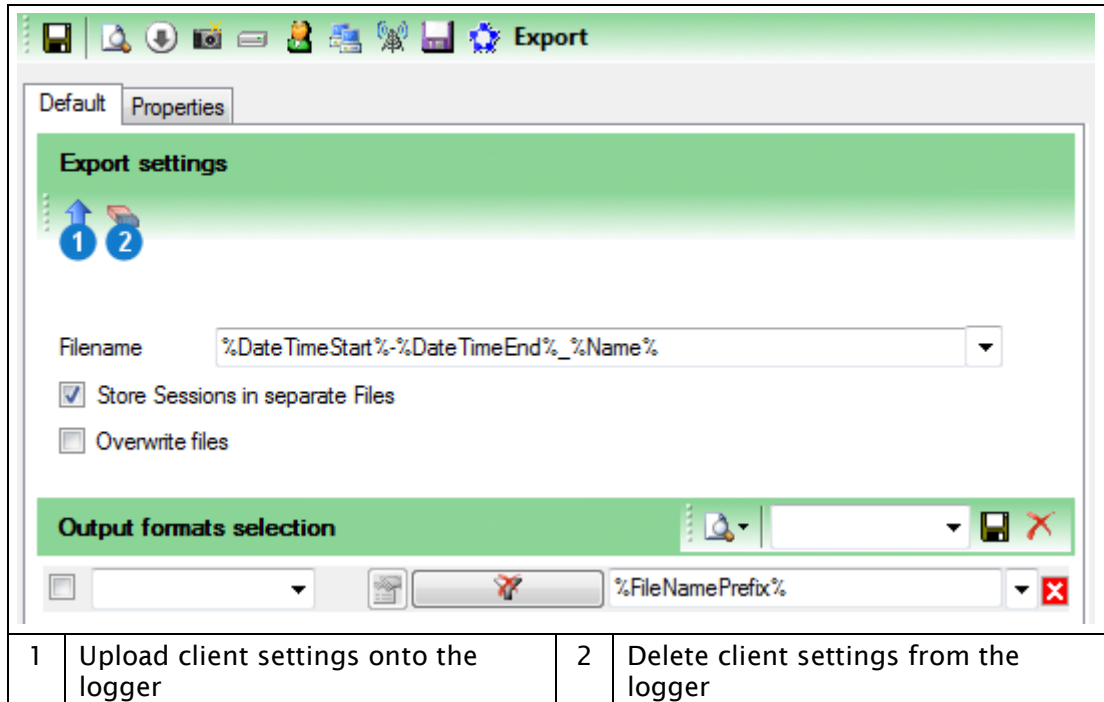 Export
Default Properties
Export settings
1 2
Filename %DateTimeStart%-%DateTimeEnd%_%Name%
Store Sessions in separate Files
Overwrite files
Output formats selection
%FileNamePrefix%
1 Upload client settings onto the 2 Delete client settings from the
logger logger